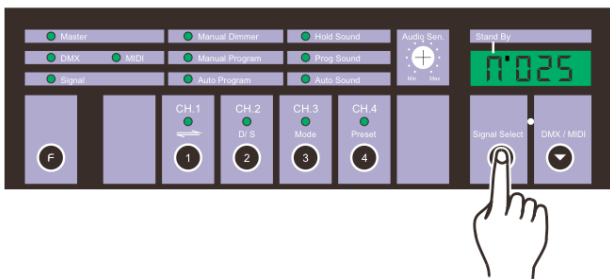 Master
Manual Dimmer
Hold Sound
Audio Sen.
Stand By
DMX
MIDI
Manual Program
Prog Sound
Signal
Auto Program
Auto Sound
Min
Max
n'025
CH.1
CH.2
CH.3
CH.4
D/ S
Mode
Preset
Signal Select
DMX / MIDI
F
1
2
3
4